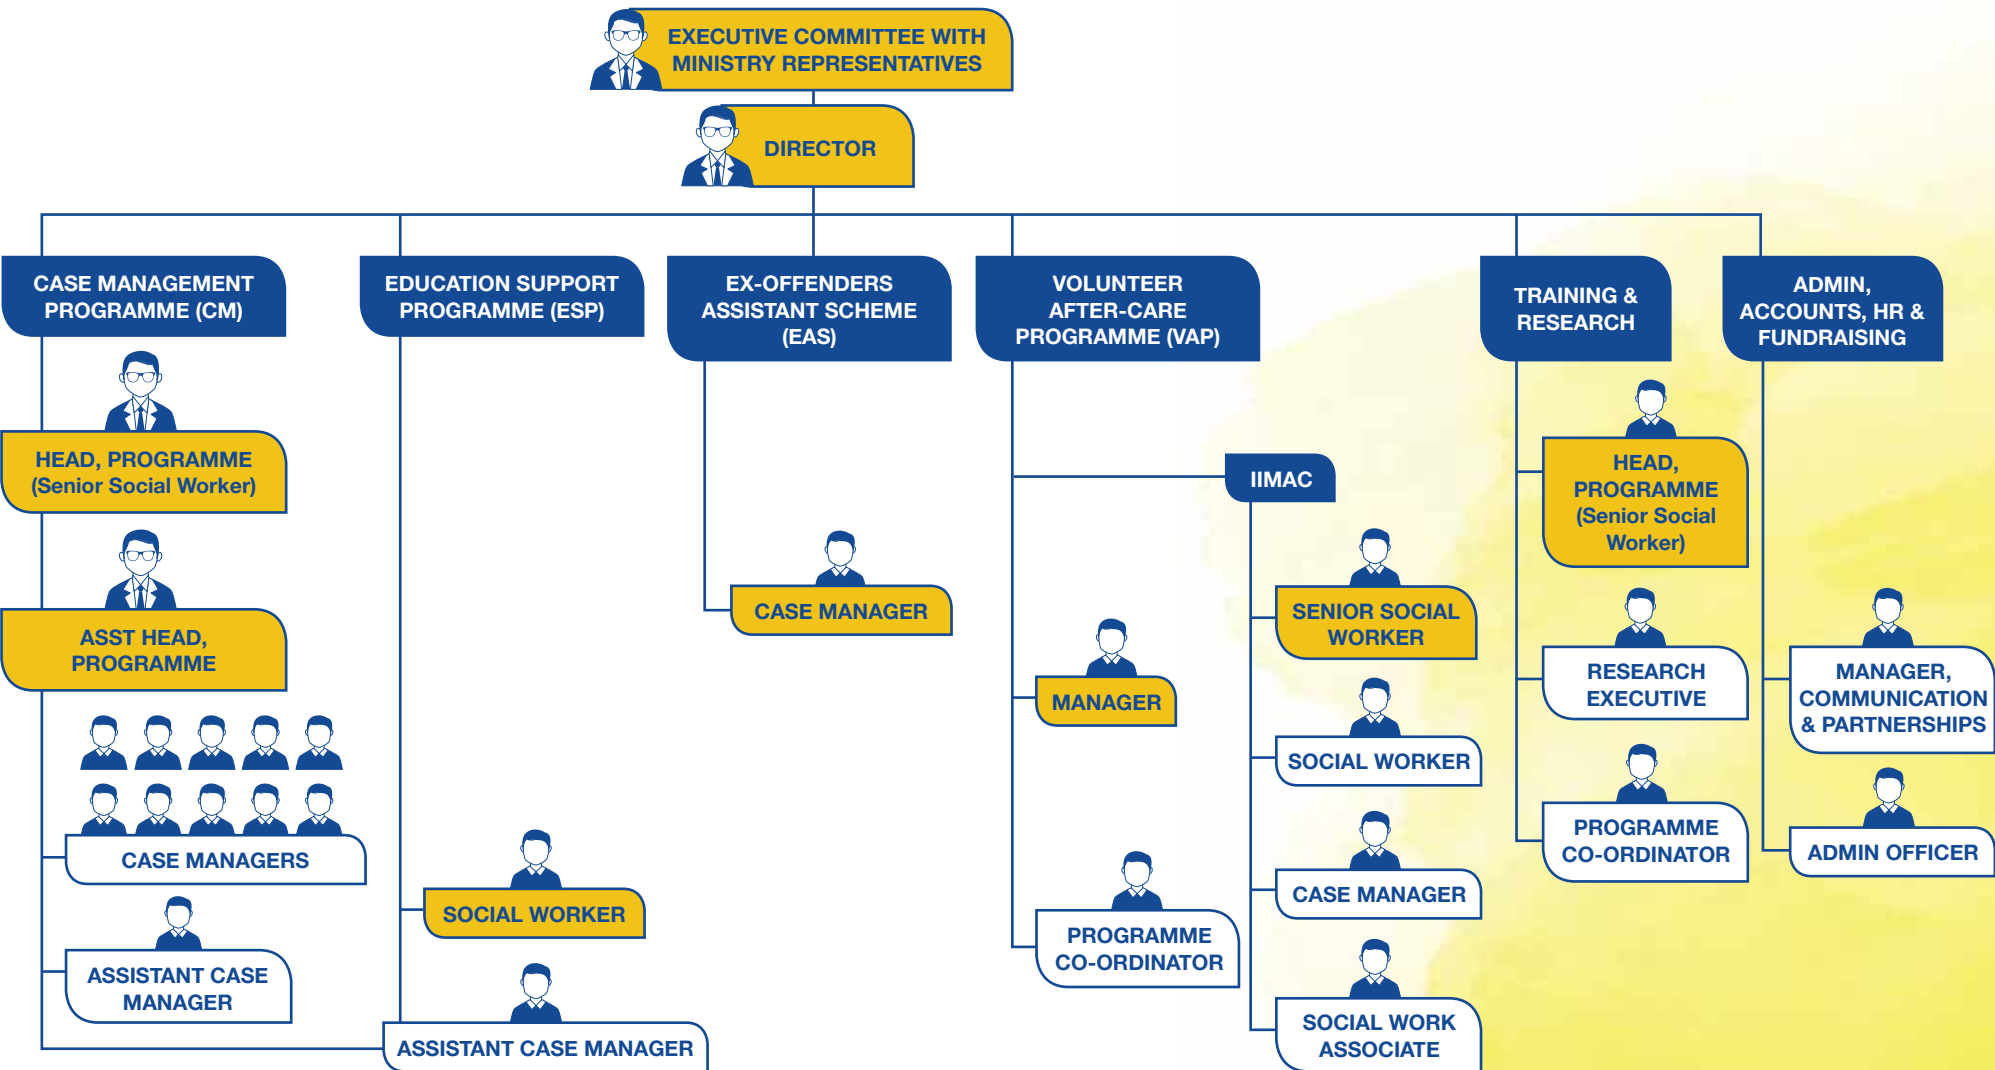 EXECUTIVE COMMITTEE WITH
MINISTRY REPRESENTATIVES
DIRECTOR
CASE MANAGEMENT
PROGRAMME (CM)
HEAD, PROGRAMME
(Senior Social Worker)
ASST HEAD,
PROGRAMME
CASE MANAGERS
ASSISTANT CASE
MANAGER
EDUCATION SUPPORT
PROGRAMME (ESP)
SOCIAL WORKER
ASSISTANT CASE MANAGER
EX-OFFENDERS
ASSISTANT SCHEME
(EAS)
CASE MANAGER
VOLUNTEER
AFTER-CARE
PROGRAMME (VAP)
MANAGER
PROGRAMME
CO-ORDINATOR
IIMAC
SENIOR SOCIAL
WORKER
SOCIAL WORKER
CASE MANAGER
SOCIAL WORK
ASSOCIATE
TRAINING &
RESEARCH
HEAD,
PROGRAMME
(Senior Social
Worker)
RESEARCH
EXECUTIVE
PROGRAMME
CO-ORDINATOR
ADMIN,
ACCOUNTS, HR &
FUNDRAISING
MANAGER,
COMMUNICATION
& PARTNERSHIPS
ADMIN OFFICER